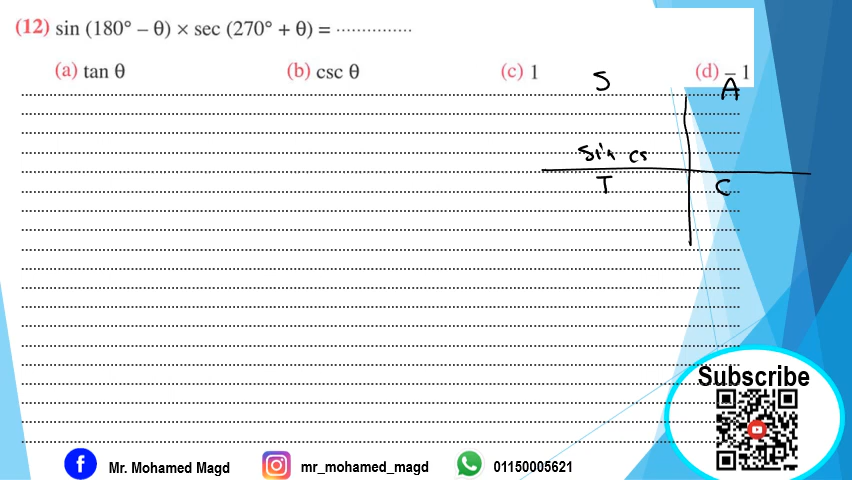 (12) sin (180° – θ) × sec (270° + θ) = ...............
(a) tan θ (b) csc θ (c) 1 (d) – 1
S A
sin cs
T C
Subscribe
Mr. Mohamed Magd mr_mohamed_magd 01150005621